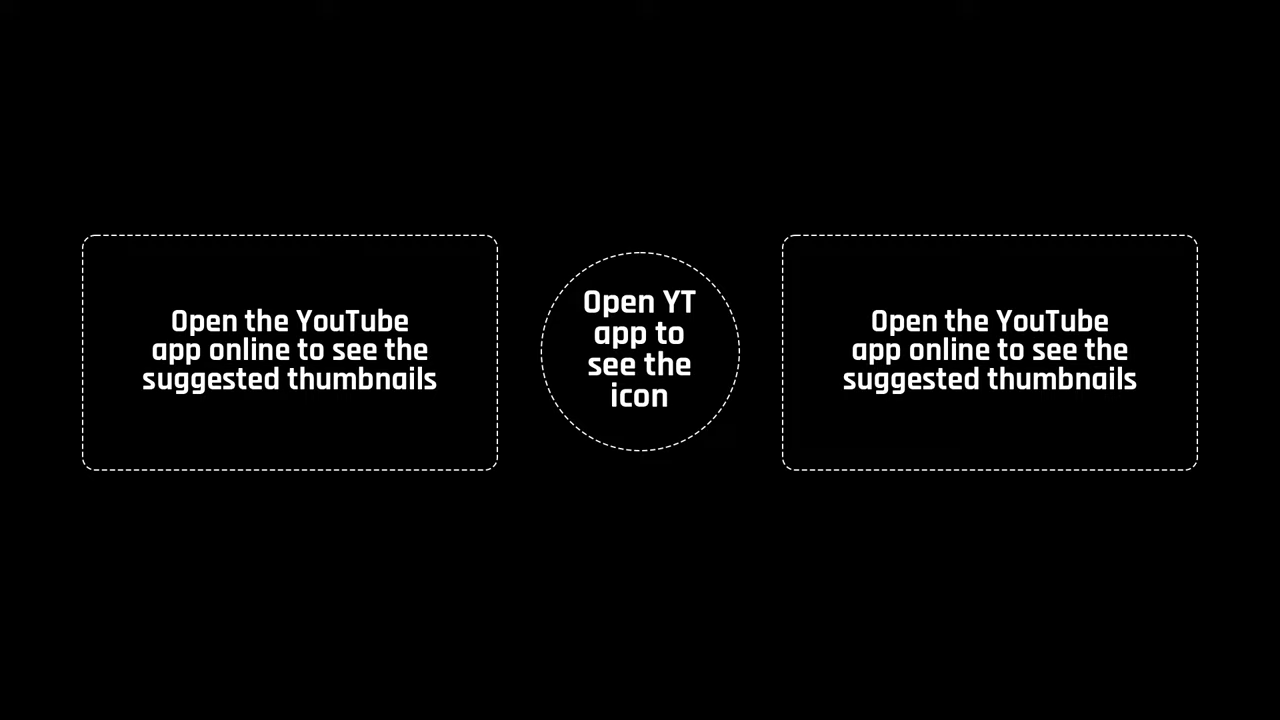 Open the YouTube
app online to see the
suggested thumbnails
Open YT
app to
see the
icon
Open the YouTube
app online to see the
suggested thumbnails